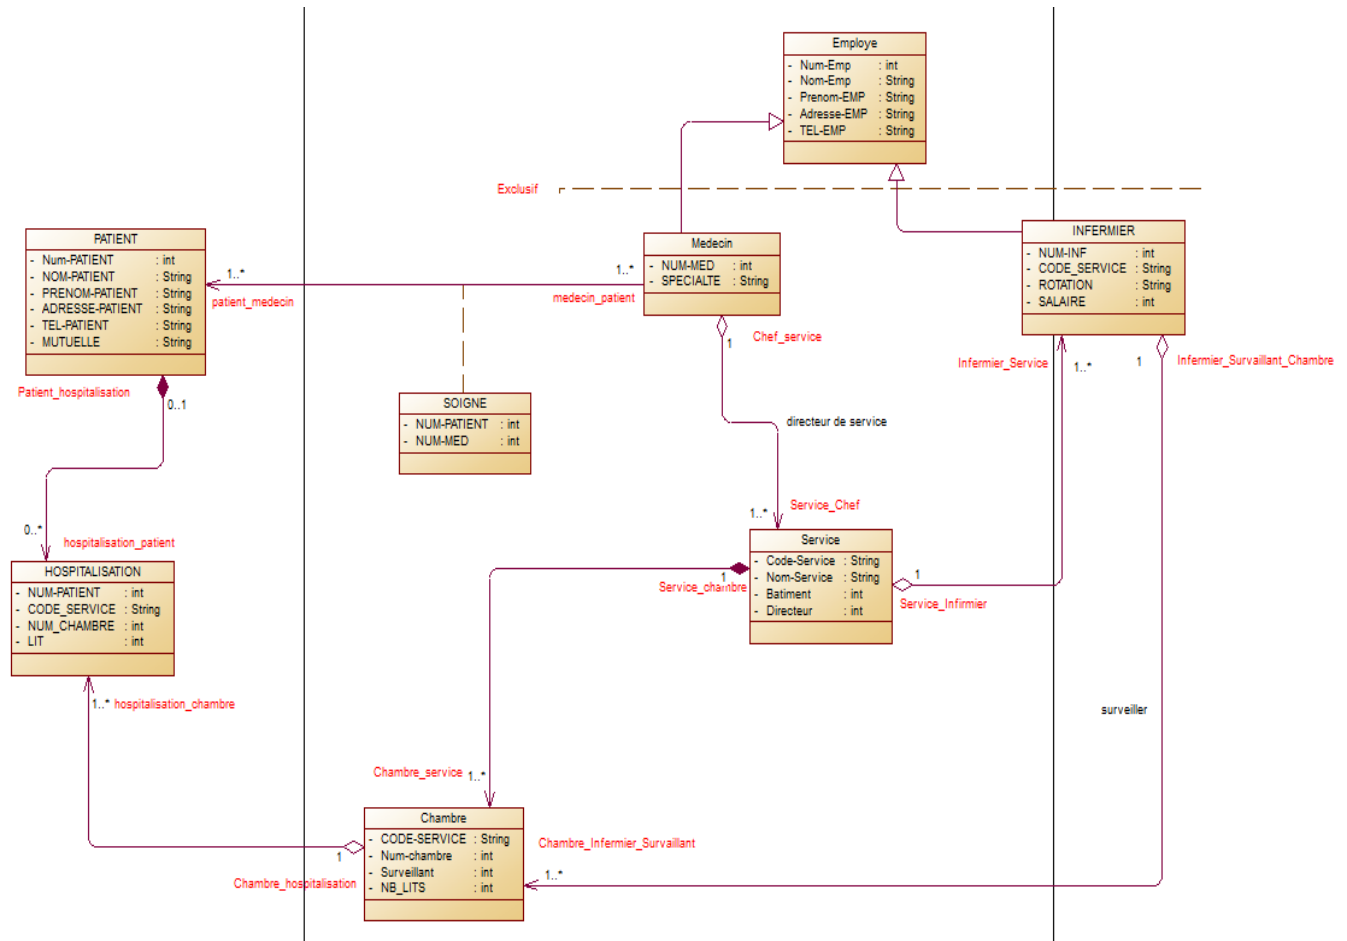 Employe
- Num-Emp : int
- Nom-Emp : String
- Prenom-EMP : String
- Adresse-EMP : String
- TEL-EMP : String
Exclusif
PATIENT
- Num-PATIENT : int
- NOM-PATIENT : String
- PRENOM-PATIENT : String
- ADRESSE-PATIENT : String
- TEL-PATIENT : String
- MUTUELLE : String
1..*
patient_medecin
1..*
medecin_patient
Medecin
- NUM-MED : int
- SPECIALTE : String
INFERMIER
- NUM-INF : int
- CODE_SERVICE : String
- ROTATION : String
- SALAIRE : int
1
Chef_service
Infermier_Service
1..*
1
Infermier_Survaillant_Chambre
Patient_hospitalisation
0..1
SOIGNE
- NUM-PATIENT : int
- NUM-MED : int
directeur de service
0..*
hospitalisation_patient
1..*
Service_Chef
Service
- Code-Service : String
- Nom-Service : String
- Batiment : int
- Directeur : int
1
Service_chambre
1
Service_Infirmier
HOSPITALISATION
- NUM-PATIENT : int
- CODE_SERVICE : String
- NUM_CHAMBRE : int
- LIT : int
1..*
hospitalisation_chambre
surveiller
Chambre_service
1..*
Chambre
- CODE-SERVICE : String
- Num-chambre : int
- Surveillant : int
- NB_LITS : int
1
Chambre_hospitalisation
Chambre_Infermier_Survaillant
1..*